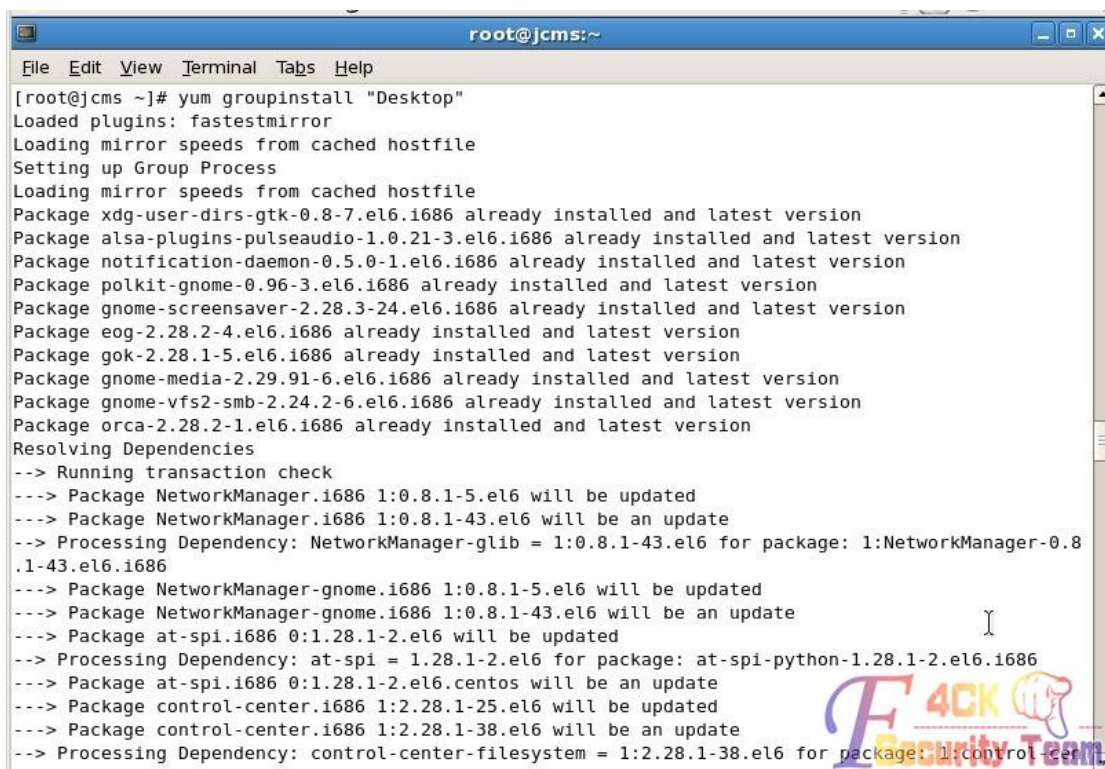 root@jcms:~
File Edit View Terminal Tabs Help
[root@jcms ~]# yum groupinstall "Desktop"
Loaded plugins: fastestmirror
Loading mirror speeds from cached hostfile
Setting up Group Process
Loading mirror speeds from cached hostfile
Package xdg-user-dirs-gtk-0.8-7.el6.i686 already installed and latest version
Package alsa-plugins-pulseaudio-1.0.21-3.el6.i686 already installed and latest version
Package notification-daemon-0.5.0-1.el6.i686 already installed and latest version
Package polkit-gnome-0.96-3.el6.i686 already installed and latest version
Package gnome-screensaver-2.28.3-24.el6.i686 already installed and latest version
Package eog-2.28.2-4.el6.i686 already installed and latest version
Package gok-2.28.1-5.el6.i686 already installed and latest version
Package gnome-media-2.29.91-6.el6.i686 already installed and latest version
Package gnome-vfs2-smb-2.24.2-6.el6.i686 already installed and latest version
Package orca-2.28.2-1.el6.i686 already installed and latest version
Resolving Dependencies
--> Running transaction check
---> Package NetworkManager.i686 1:0.8.1-5.el6 will be updated
---> Package NetworkManager.i686 1:0.8.1-43.el6 will be an update
--> Processing Dependency: NetworkManager-glib = 1:0.8.1-43.el6 for package: 1:NetworkManager-0.8
.1-43.el6.i686
---> Package NetworkManager-gnome.i686 1:0.8.1-5.el6 will be updated
---> Package NetworkManager-gnome.i686 1:0.8.1-43.el6 will be an update
---> Package at-spi.i686 0:1.28.1-2.el6 will be updated
--> Processing Dependency: at-spi = 1.28.1-2.el6 for package: at-spi-python-1.28.1-2.el6.i686
---> Package at-spi.i686 0:1.28.1-2.el6.centos will be an update
---> Package control-center.i686 1:2.28.1-25.el6 will be updated
---> Package control-center.i686 1:2.28.1-38.el6 will be an update
--> Processing Dependency: control-center-filesystem = 1:2.28.1-38.el6 for package: 1:control-cen
F4CK
Security Team